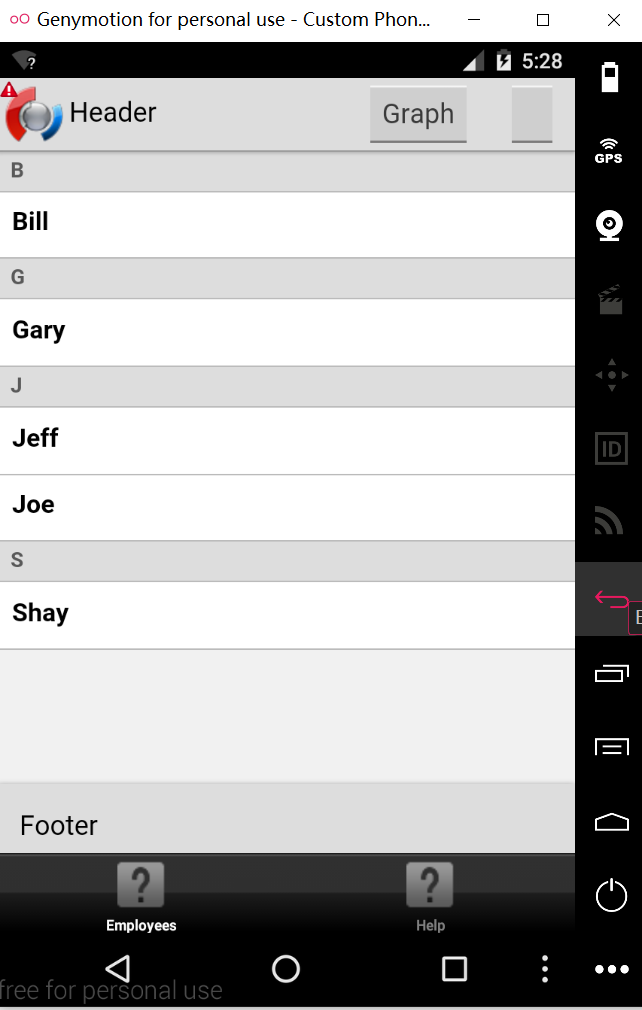 Genymotion for personal use - Custom Phon...
?
5:28
Header
Graph
GPS
B
Bill
G
Gary
J
Jeff
Joe
ID
S
Shay
Footer
?
?
Employees
Help
free for personal use